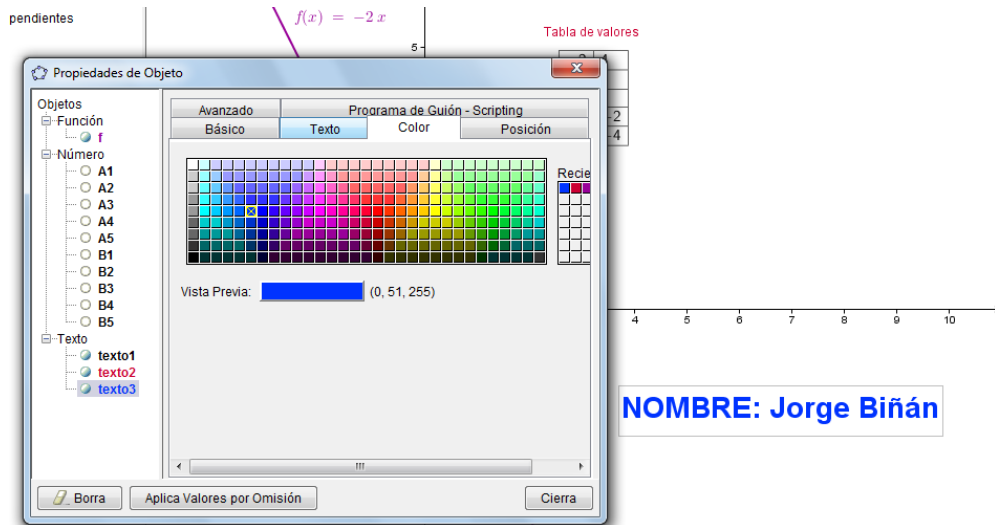 pendientes
f(x) = −2 x
5
Tabla de valores
Propiedades de Objeto
Objetos
Función
f
Número
A1
A2
A3
A4
A5
B1
B2
B3
B4
B5
Texto
texto1
texto2
texto3
Avanzado
Programa de Guión - Scripting
Básico
Texto
Color
Posición
Recie
Vista Previa:
(0, 51, 255)
-2
-4
4 5 6 7 8 9 10
NOMBRE: Jorge Biñán
Borra
Aplica Valores por Omisión
Cierra